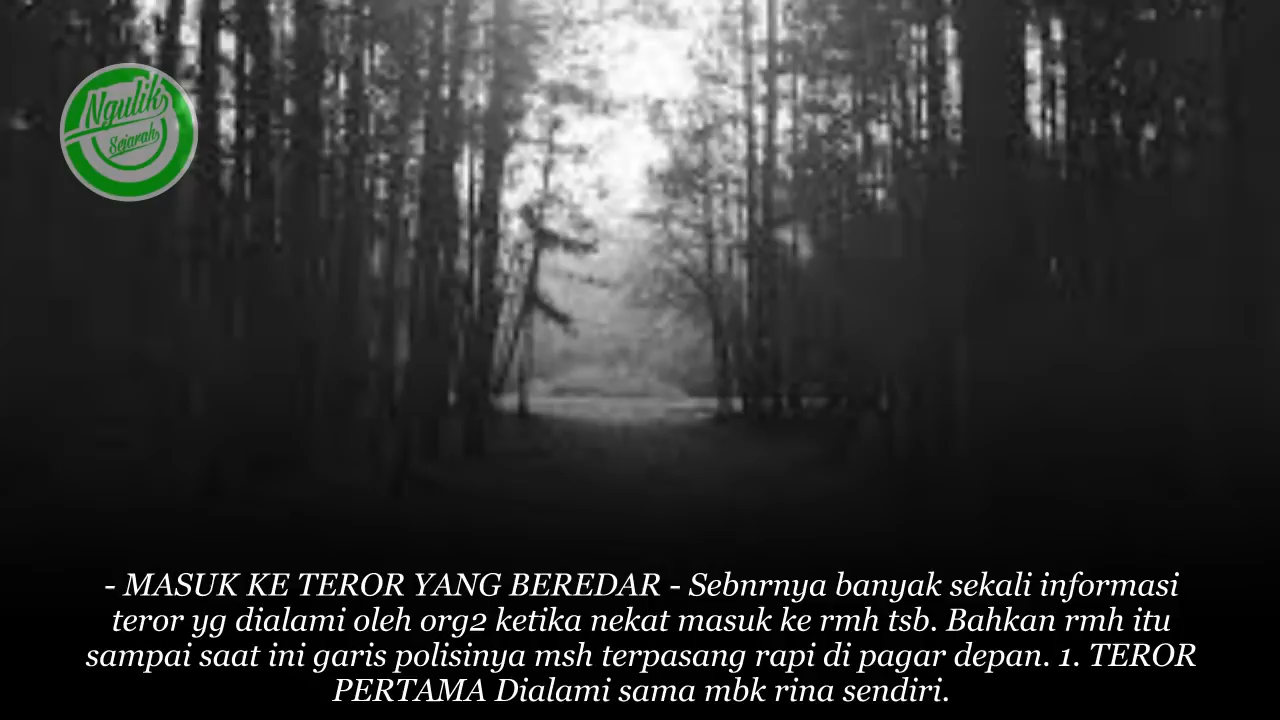 Ngulik
Sejarah
- MASUK KE TEROR YANG BEREDAR - Sebnrnya banyak sekali informasi
teror yg dialami oleh org2 ketika nekat masuk ke rmh tsb. Bahkan rmh itu
sampai saat ini garis polisinya msh terpasang rapi di pagar depan. 1. TEROR
PERTAMA Dialami sama mbk rina sendiri.